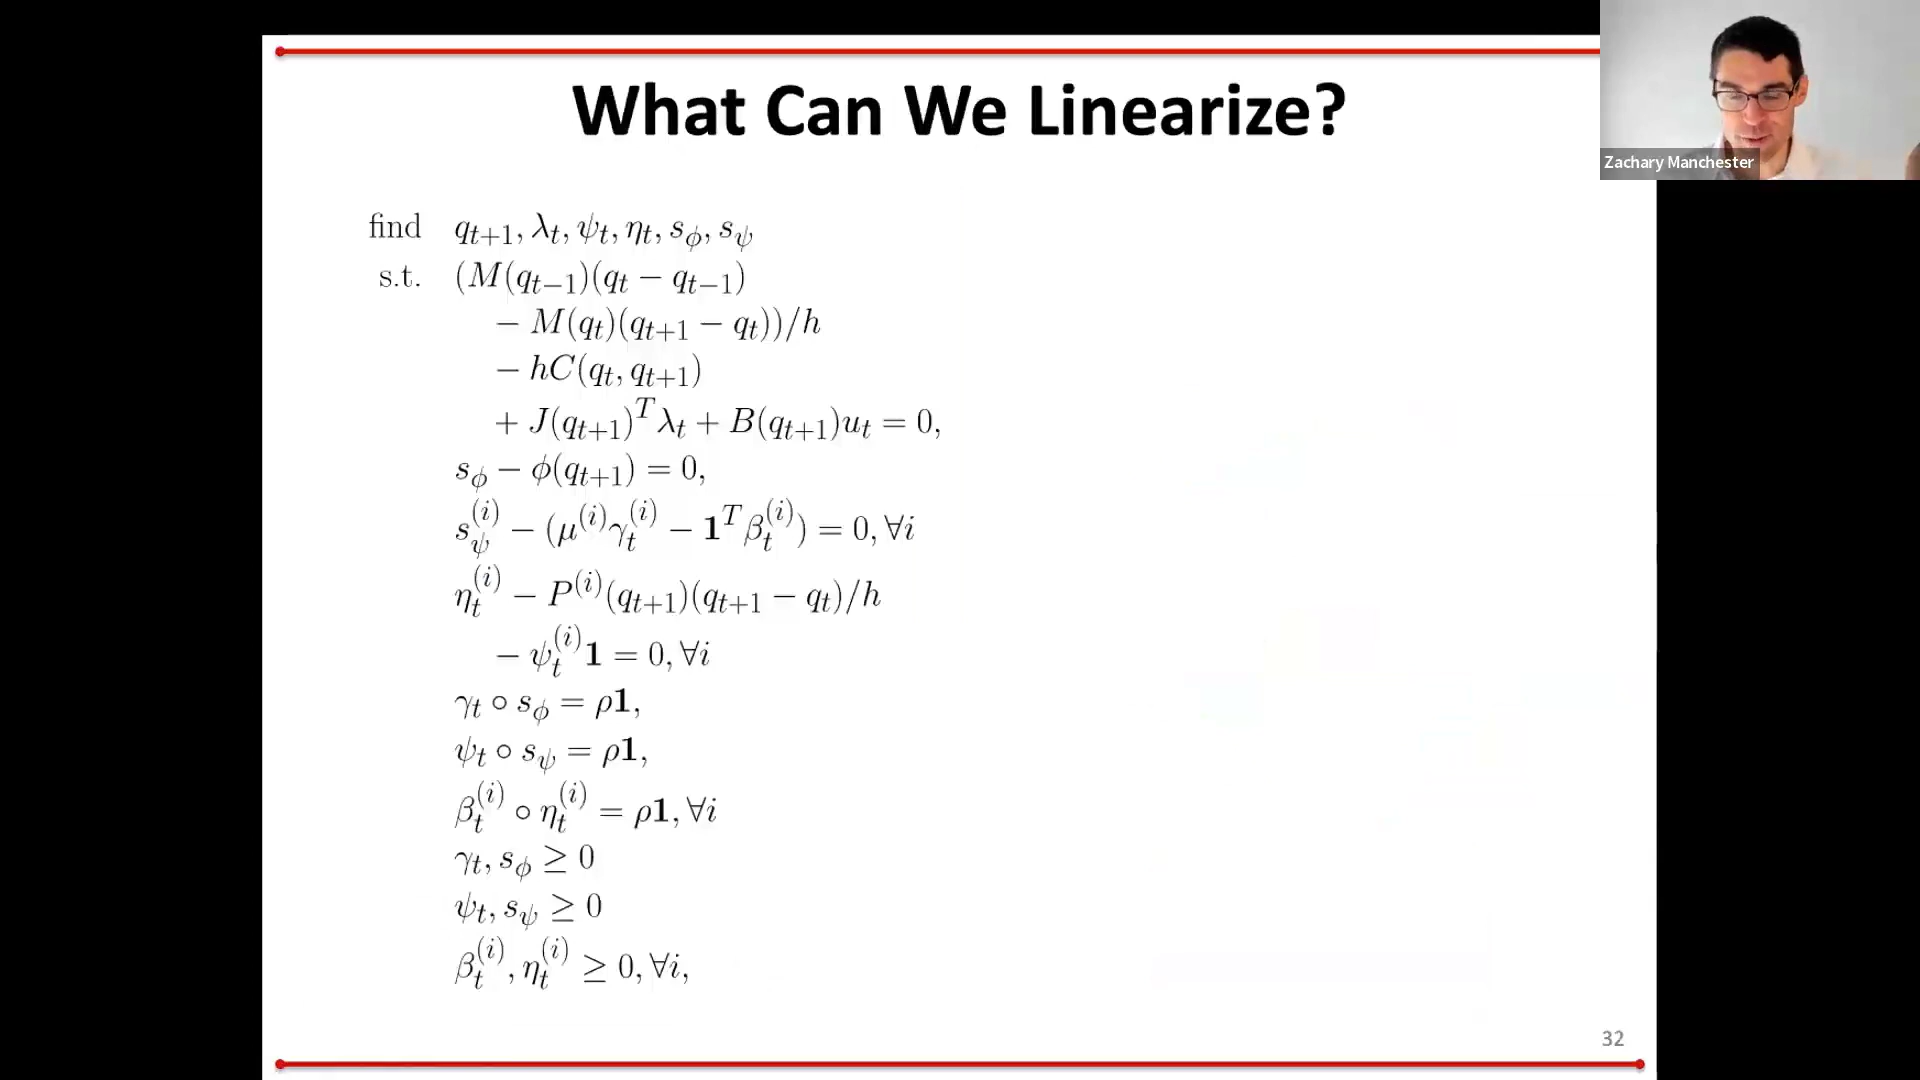 What Can We Linearize?
Zachary Manchester
find q_{t+1}, λ_t, ψ_t, η_t, s_ϕ, s_ψ
s.t. (M(q_{t−1})(q_t − q_{t−1})
− M(q_t)(q_{t+1} − q_t))/h
− hC(q_t, q_{t+1})
+ J(q_{t+1})^T λ_t + B(q_{t+1})u_t = 0,
s_ϕ − ϕ(q_{t+1}) = 0,
s_ψ^{(i)} − (μ^{(i)} γ_t^{(i)} − 𝟏^T β_t^{(i)}) = 0, ∀i
η_t^{(i)} − P^{(i)}(q_{t+1})(q_{t+1} − q_t)/h
− ψ_t^{(i)} 𝟏 = 0, ∀i
γ_t ∘ s_ϕ = ρ𝟏,
ψ_t ∘ s_ψ = ρ𝟏,
β_t^{(i)} ∘ η_t^{(i)} = ρ𝟏, ∀i
γ_t, s_ϕ ≥ 0
ψ_t, s_ψ ≥ 0
β_t^{(i)}, η_t^{(i)} ≥ 0, ∀i,
32